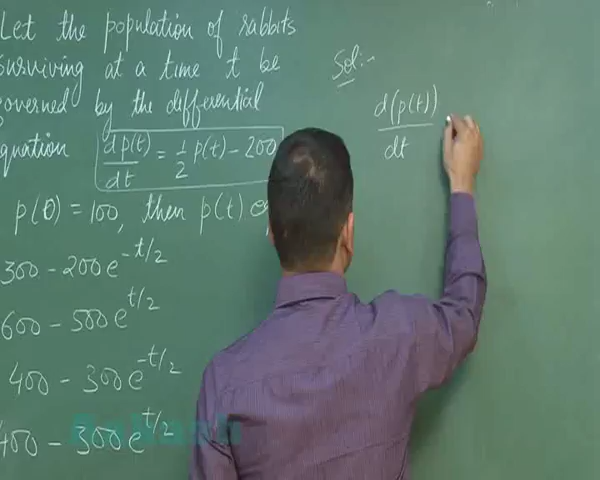 Let the population of rabbits
surviving at a time t be
governed by the differential
equation dp(t)/dt = 1/2 p(t) - 200
p(0) = 100, then p(t) eq
300 - 200e^-t/2
600 - 500e^t/2
400 - 300e^-t/2
400 - 300e^t/2
Sol:-
d(p(t))/dt